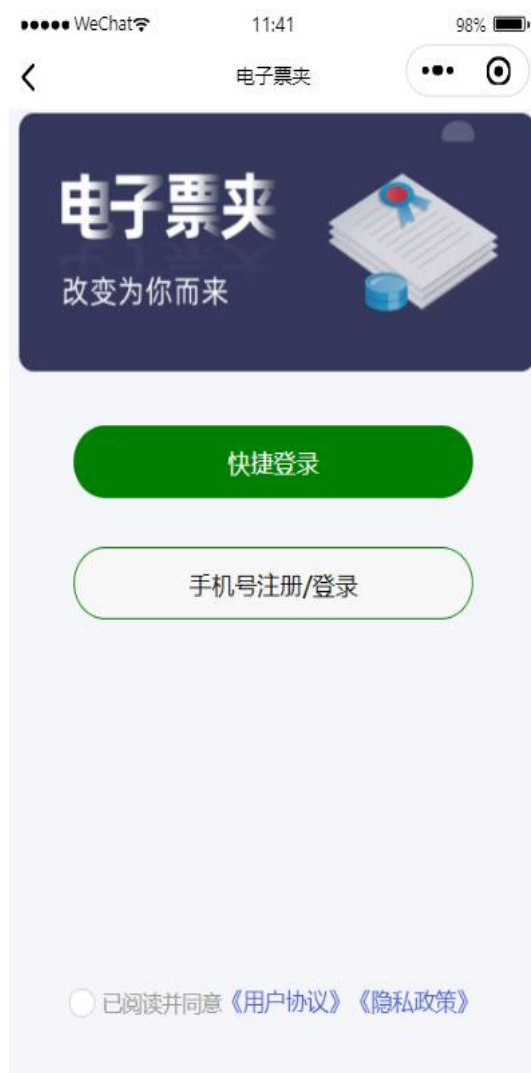 WeChat 11:41 98%
电子票夹
电子票夹
改变为你而来
快捷登录
手机号注册/登录
已阅读并同意《用户协议》《隐私政策》